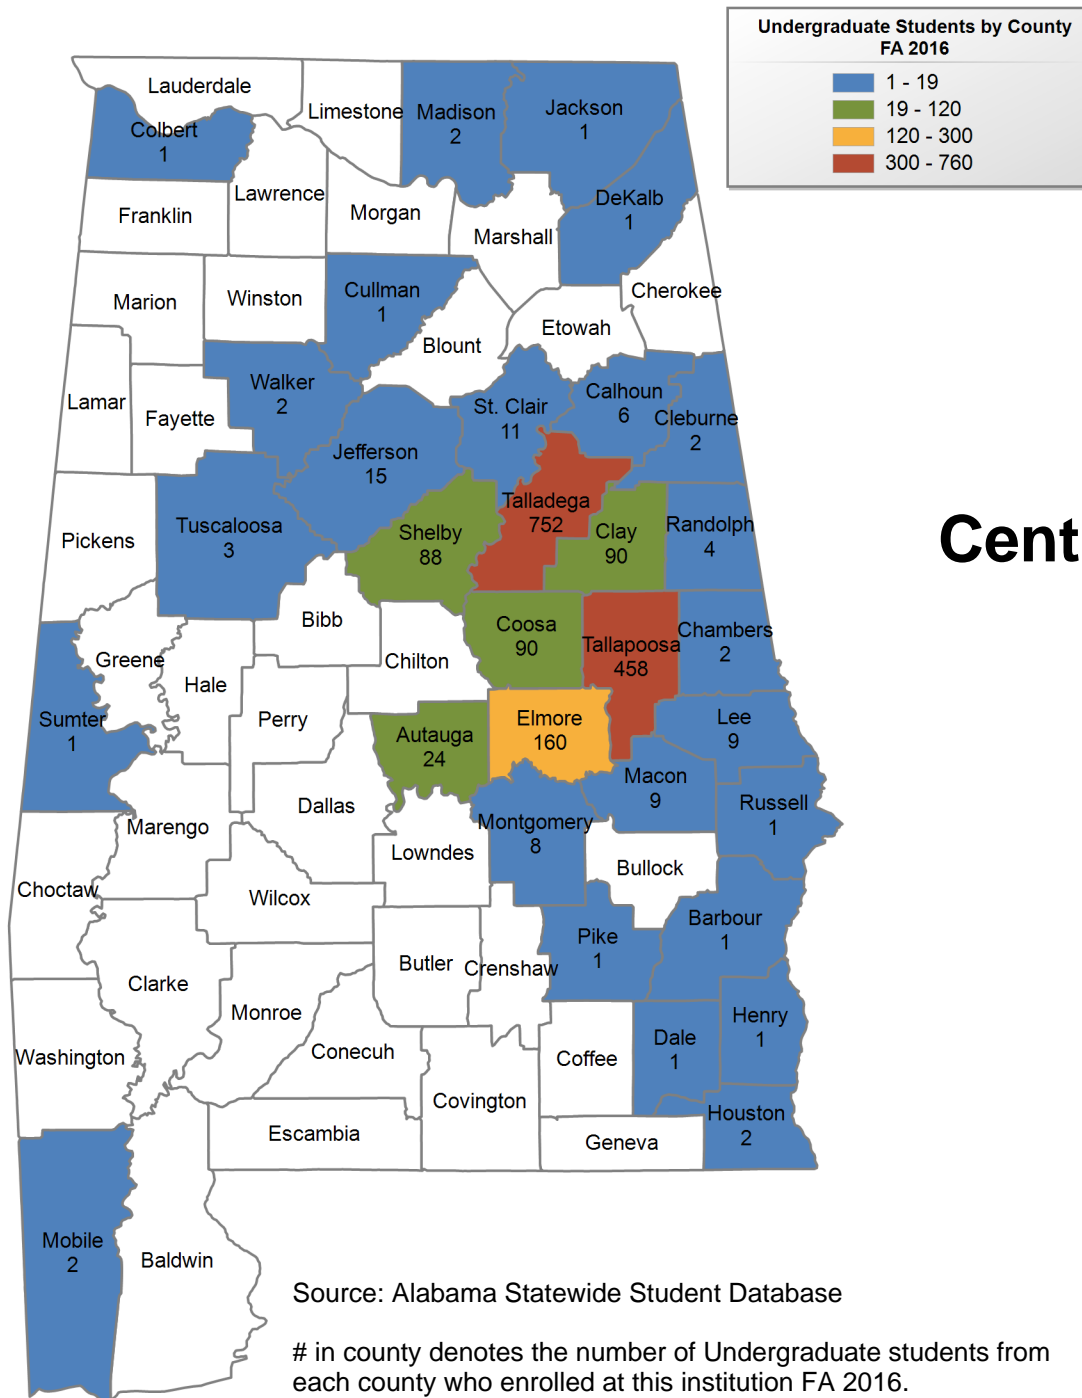 Undergraduate Students by County
FA 2016
1 - 19
19 - 120
120 - 300
300 - 760
Lauderdale
Limestone
Madison
2
Jackson
1
Colbert
1
Lawrence
Franklin
Morgan
DeKalb
1
Marshall
Cherokee
Marion
Winston
Cullman
1
Etowah
Blount
Lamar
Fayette
Walker
2
St. Clair
11
Calhoun
6
Cleburne
2
Jefferson
15
Talladega
752
Pickens
Tuscaloosa
3
Shelby
88
Clay
90
Randolph
4
Cent
Bibb
Coosa
90
Tallapoosa
458
Chambers
2
Greene
Hale
Chilton
Sumter
1
Perry
Autauga
24
Elmore
160
Lee
9
Macon
9
Dallas
Marengo
Montgomery
8
Russell
1
Lowndes
Bullock
Choctaw
Wilcox
Barbour
1
Pike
1
Butler
Crenshaw
Clarke
Monroe
Henry
1
Washington
Conecuh
Coffee
Dale
1
Covington
Houston
2
Escambia
Geneva
Mobile
2
Baldwin
Source: Alabama Statewide Student Database
# in county denotes the number of Undergraduate students from
each county who enrolled at this institution FA 2016.